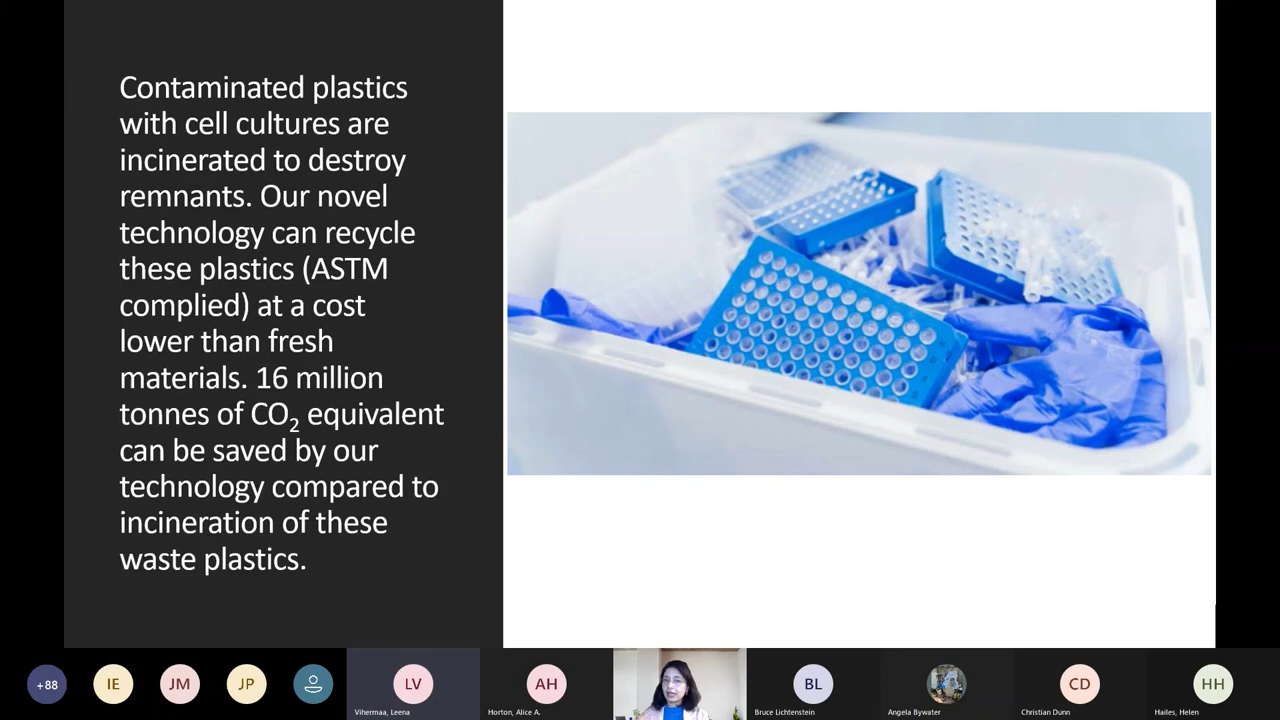 Contaminated plastics
with cell cultures are
incinerated to destroy
remnants. Our novel
technology can recycle
these plastics (ASTM
complied) at a cost
lower than fresh
materials. 16 million
tonnes of CO₂ equivalent
can be saved by our
technology compared to
incineration of these
waste plastics.
+88
IE
JM
JP
LV
Vihermaa, Leena
AH
Horton, Alice A.
BL
Bruce Lichtenstein
Angela Bywater
CD
Christian Dunn
HH
Hailes, Helen